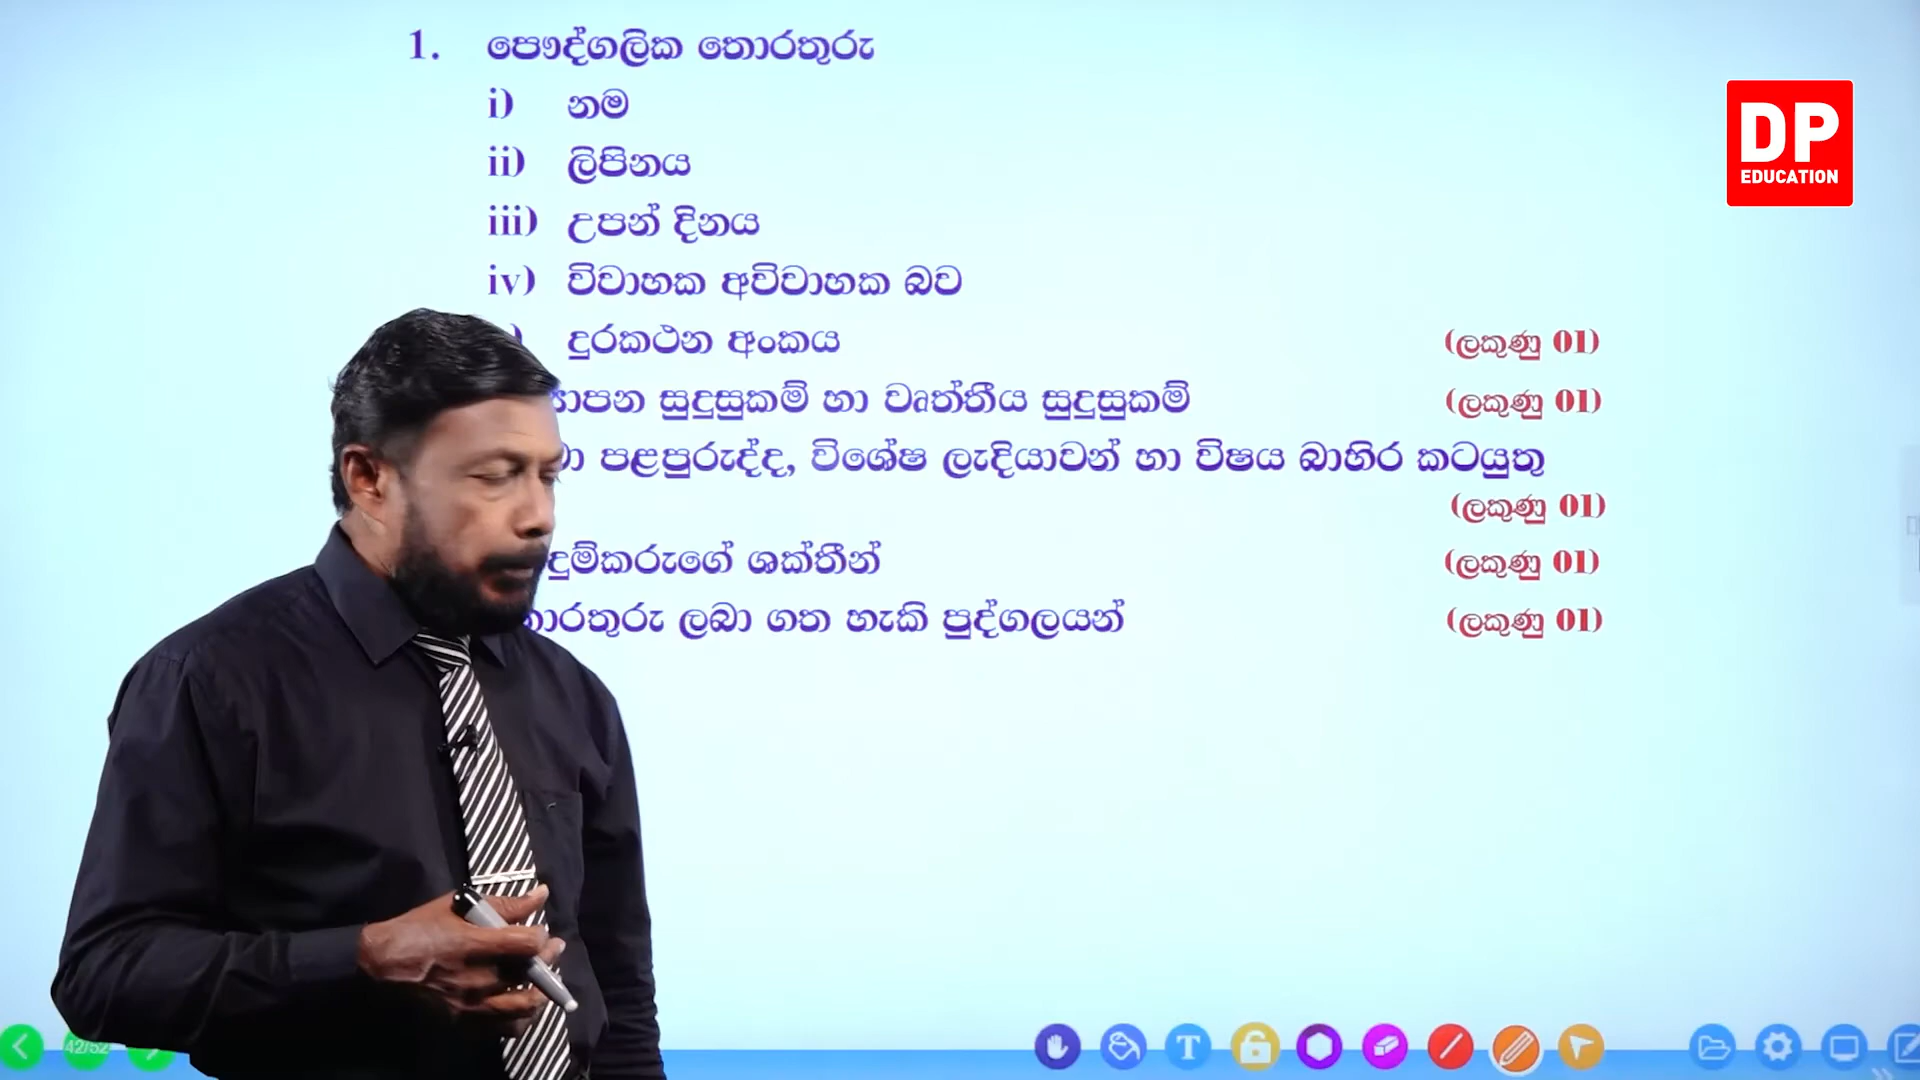 1. පෞද්ගලික තොරතුරු
i) නම
ii) ලිපිනය
iii) උපන් දිනය
iv) විවාහක අවිවාහක බව
දුරකථන අංකය (ලකුණු 01)
සුදුසුකම් හා වෘත්තීය සුදුසුකම් (ලකුණු 01)
පළපුරුද්ද, විශේෂ ලැදියාවන් හා විෂය බාහිර කටයුතු
(ලකුණු 01)
ශක්තීන් (ලකුණු 01)
ලබා ගත හැකි පුද්ගලයන් (ලකුණු 01)
DP
EDUCATION
42/52
T